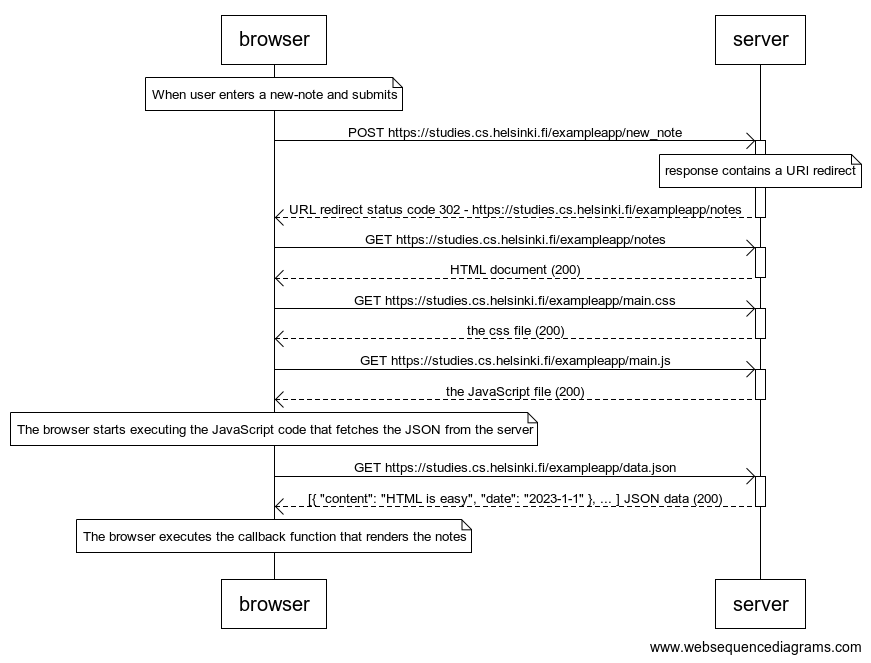 browser
server
When user enters a new-note and submits
POST https://studies.cs.helsinki.fi/exampleapp/new_note
response contains a URI redirect
URL redirect status code 302 - https://studies.cs.helsinki.fi/exampleapp/notes
GET https://studies.cs.helsinki.fi/exampleapp/notes
HTML document (200)
GET https://studies.cs.helsinki.fi/exampleapp/main.css
the css file (200)
GET https://studies.cs.helsinki.fi/exampleapp/main.js
the JavaScript file (200)
The browser starts executing the JavaScript code that fetches the JSON from the server
GET https://studies.cs.helsinki.fi/exampleapp/data.json
[{ "content": "HTML is easy", "date": "2023-1-1" }, ... ] JSON data (200)
The browser executes the callback function that renders the notes
browser
server
www.websequencediagrams.com